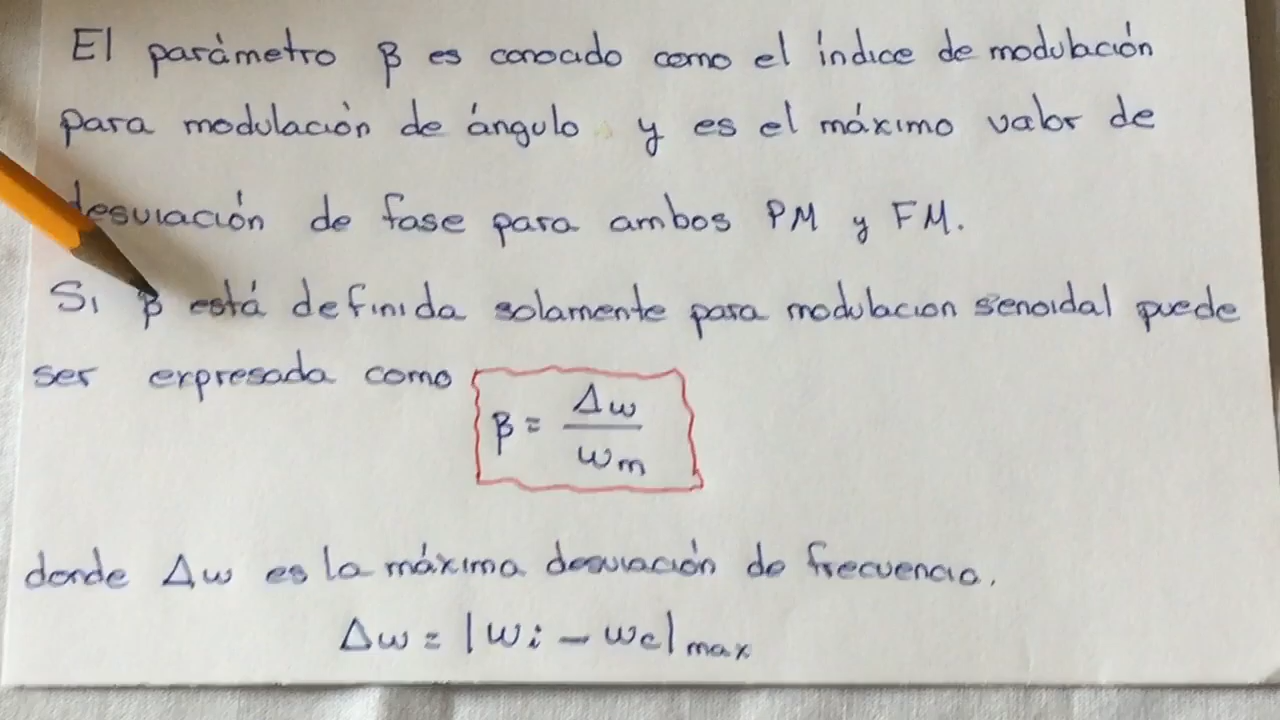 El parámetro β es conocido como el índice de modulación
para modulación de ángulo y es el máximo valor de
desviación de fase para ambos PM y FM.
Si β está definida solamente para modulacion senoidal puede
ser expresada como
β = Δω / ωm
donde Δω es la máxima desviación de frecuencia.
Δω = |ωi - ωc| max